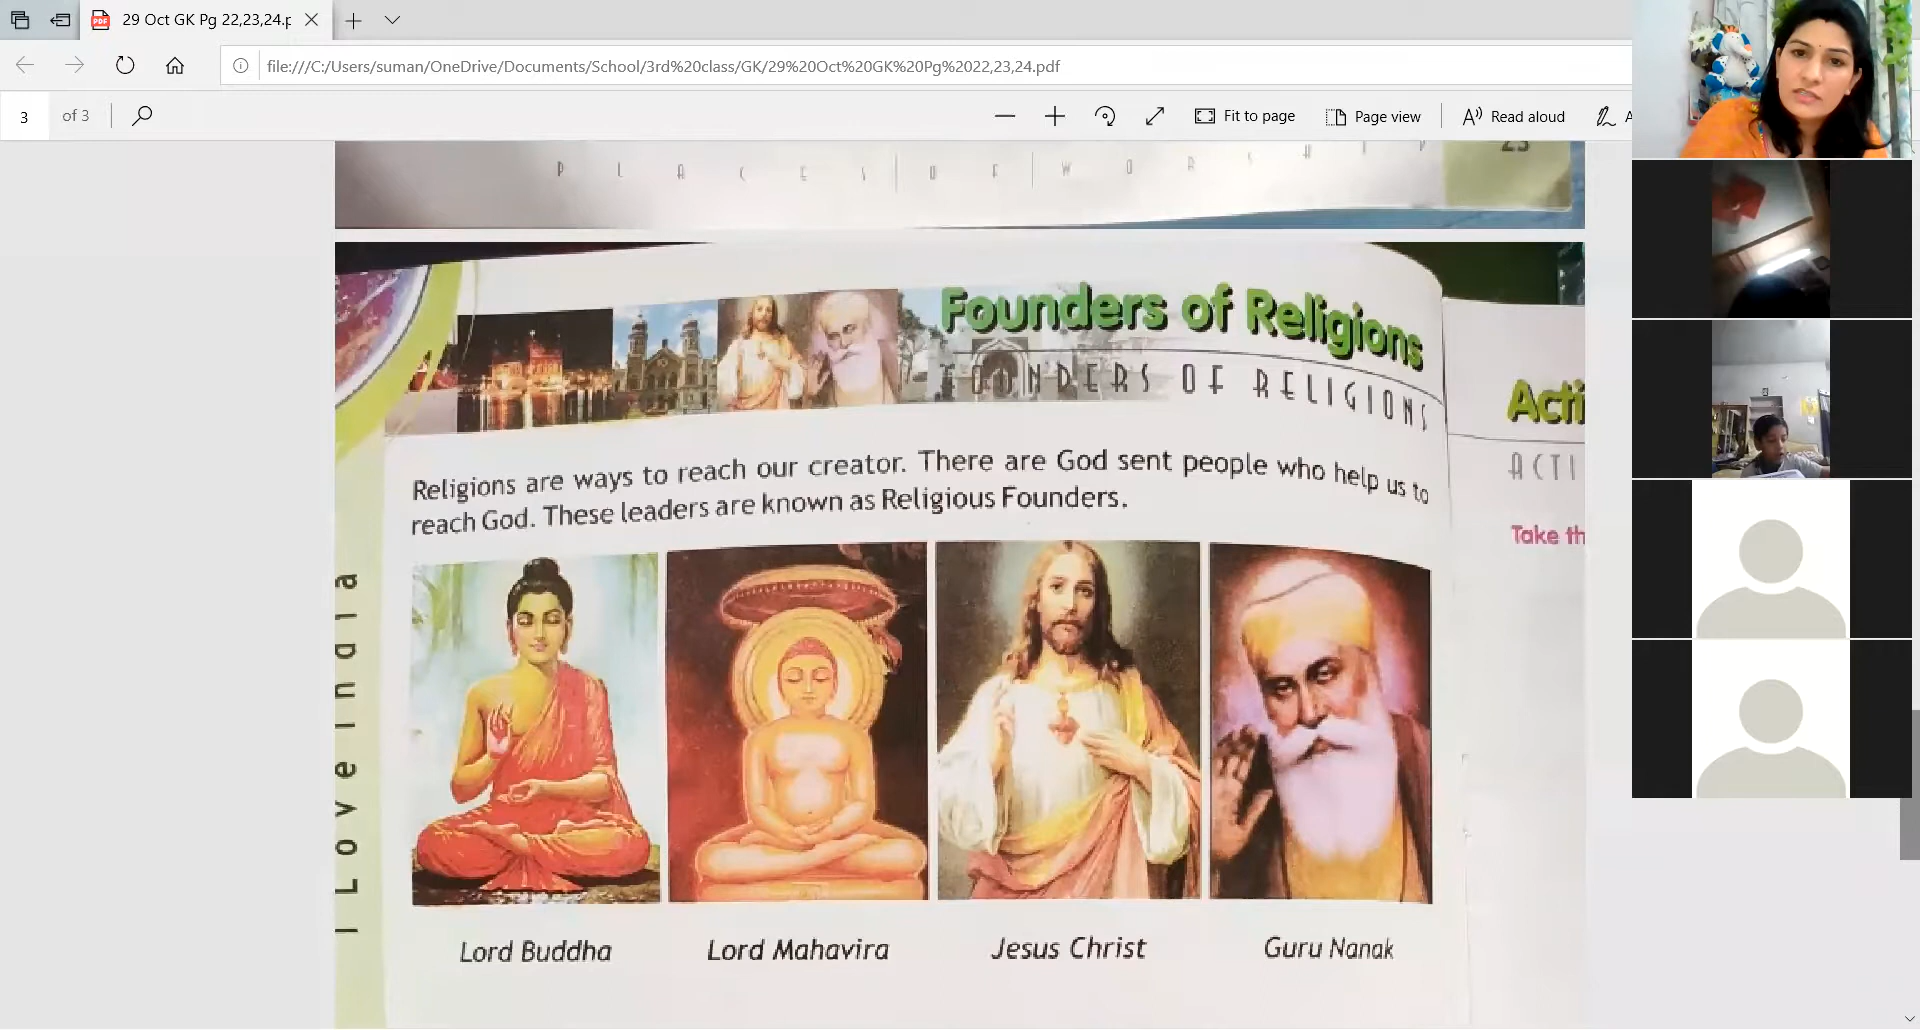 29 Oct GK Pg 22,23,24.p
file:///C:/Users/suman/OneDrive/Documents/School/3rd%20class/GK/29%20Oct%20GK%20Pg%2022,23,24.pdf
3 of 3
Fit to page
Page view
Read aloud
A
PLACES OF WORSHIP
23
Founders of Religions
FOUNDERS OF RELIGIONS
Religions are ways to reach our creator. There are God sent people who help us to
reach God. These leaders are known as Religious Founders.
I Love India
Lord Buddha
Lord Mahavira
Jesus Christ
Guru Nanak
Acti
ACTI
Take th